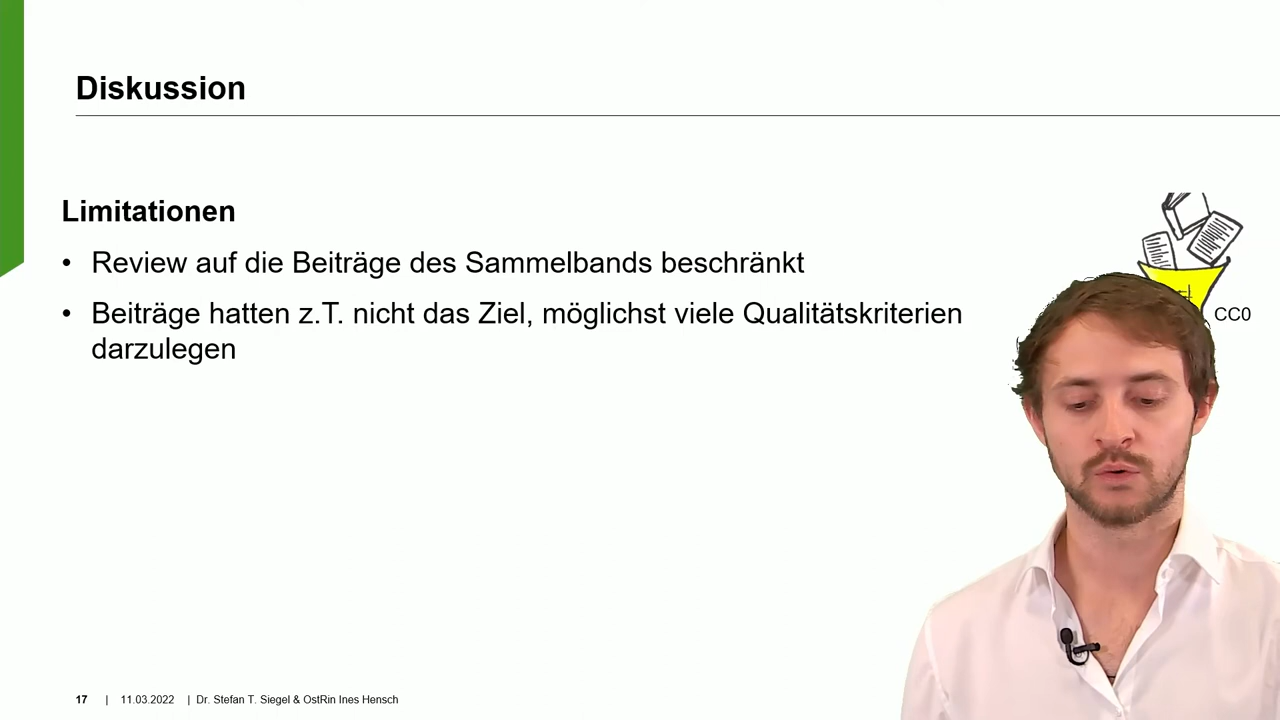 Diskussion
Limitationen
• Review auf die Beiträge des Sammelbands beschränkt
• Beiträge hatten z.T. nicht das Ziel, möglichst viele Qualitätskriterien
darzulegen
CC0
17 | 11.03.2022 | Dr. Stefan T. Siegel & OstRin Ines Hensch